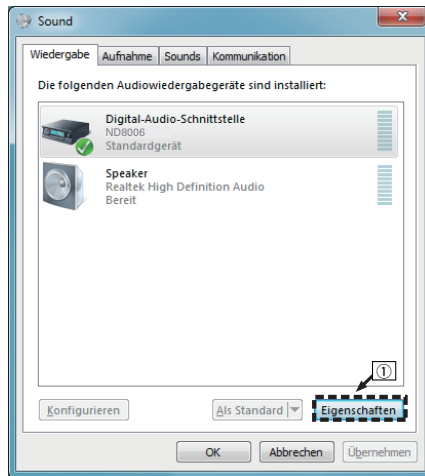 Sound
Wiedergabe Aufnahme Sounds Kommunikation
Die folgenden Audiowiedergabegeräte sind installiert:
Digital-Audio-Schnittstelle
ND8006
Standardgerät
Speaker
Realtek High Definition Audio
Bereit
①
Konfigurieren Als Standard Eigenschaften
OK Abbrechen Übernehmen